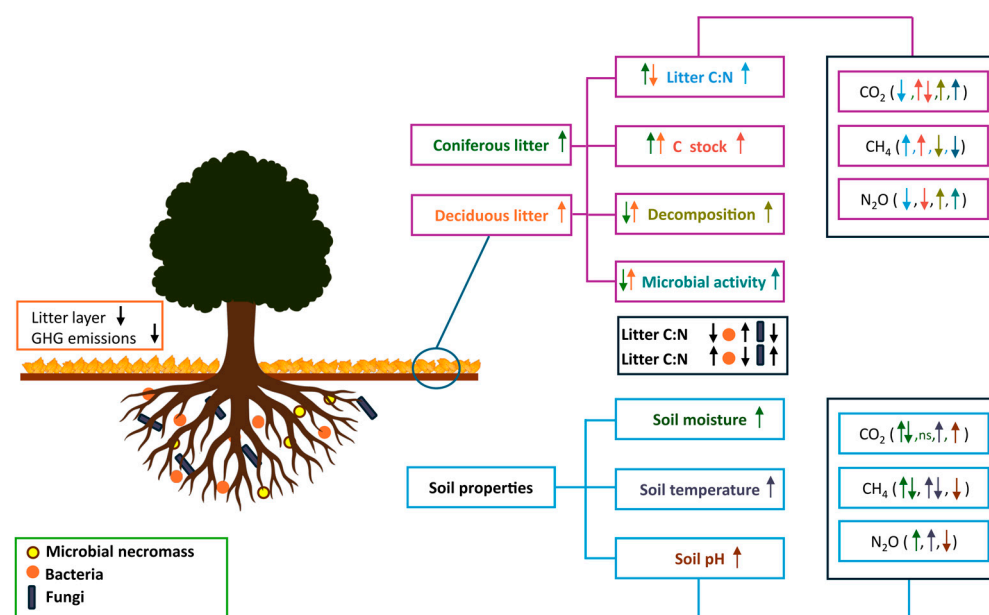 ↑↓ Litter C:N ↑
CO₂ (↓,↑↓,↑,↑)
Coniferous litter ↑
↑↑ C stock ↑
CH₄ (↑,↑,↓,↓)
Deciduous litter ↑
↓↑ Decomposition ↑
N₂O (↓,↓,↑,↑)
↓↑ Microbial activity ↑
Litter layer ↓
GHG emissions ↓
Litter C:N ↓ ↑ ↓
Litter C:N ↑ ↓ ↑
Soil moisture ↑
CO₂ (↑↓,ns,↑,↑)
Soil properties
Soil temperature ↑
CH₄ (↑↓,↑↓,↓)
Soil pH ↑
N₂O (↑,↑,↓)
Microbial necromass
Bacteria
Fungi